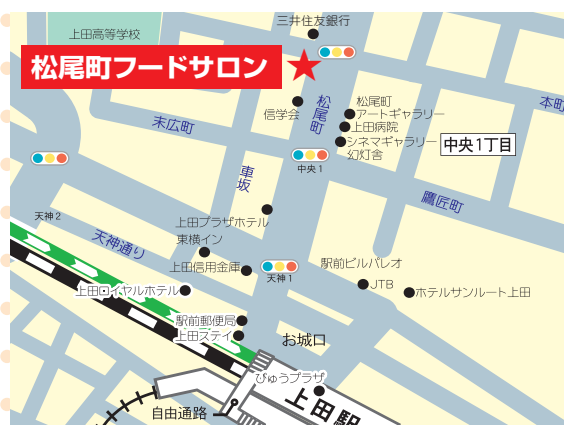 三井住友銀行
上田高等学校
松尾町フードサロン
本町
信学会
松尾町
松尾町
アートギャラリー
上田病院
シネマギャラリー
幻灯舎
中央1丁目
末広町
中央1
車坂
鷹匠町
天神2
上田プラザホテル
天神通り
東横イン
上田信用金庫
天神1
駅前ビルパレオ
JTB
上田ロイヤルホテル
ホテルサンルート上田
駅前郵便局
上田ステイ
お城口
びゅうプラザ
上田駅
自由通路